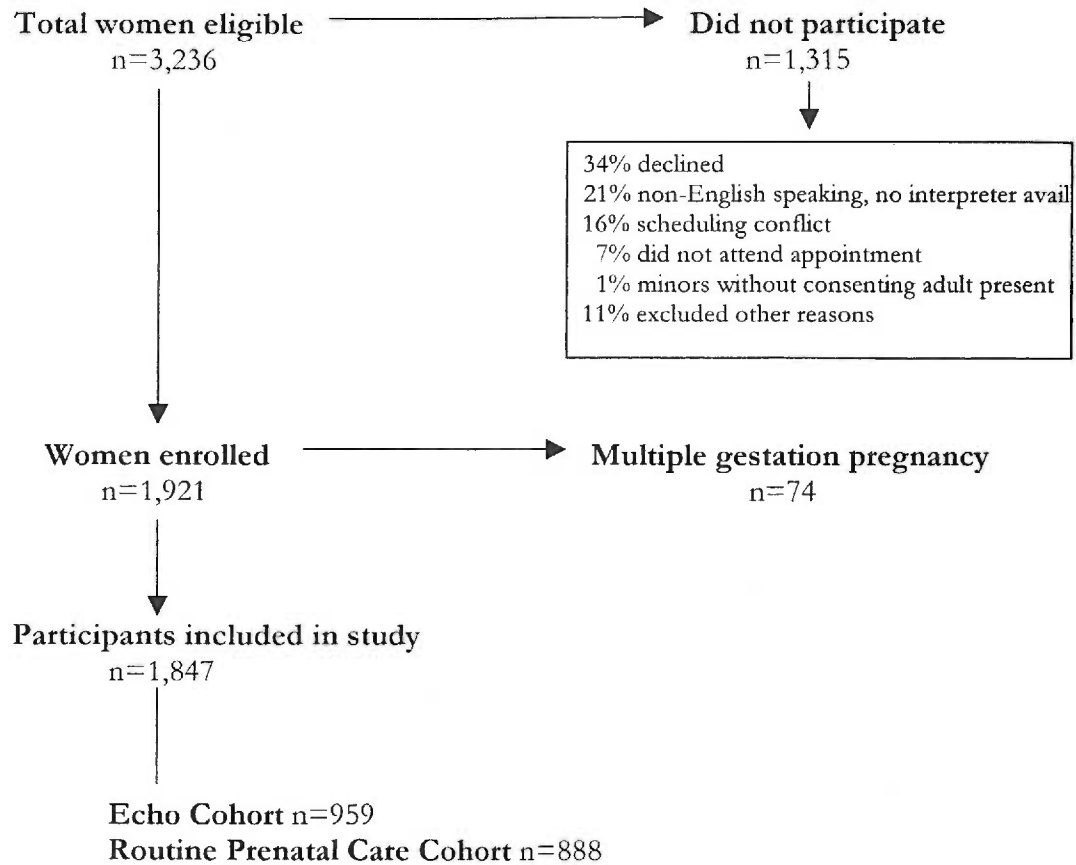 Total women eligible
n=3,236
Did not participate
n=1,315
34% declined
21% non-English speaking, no interpreter avail
16% scheduling conflict
7% did not attend appointment
1% minors without consenting adult present
11% excluded other reasons
Women enrolled
n=1,921
Multiple gestation pregnancy
n=74
Participants included in study
n=1,847
Echo Cohort n=959
Routine Prenatal Care Cohort n=888